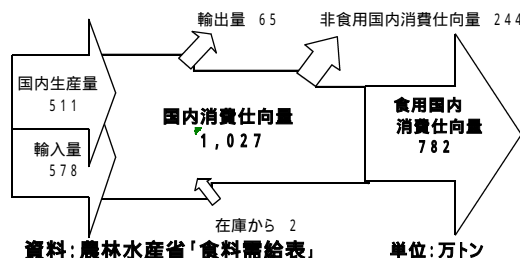 輸出量 65
非食用国内消費仕向量 244
国内生産量
511
国内消費仕向量
1,027
食用国内
消費仕向量
782
輸入量
578
在庫から 2
資料:農林水産省「食料需給表」
単位:万トン